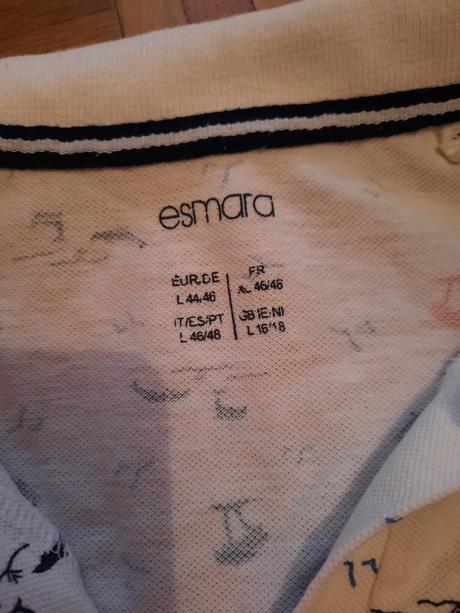 esmara
EUR/DE
L 44/46
FR
XL 46/48
IT/ES/PT
L 46/48
GB/IE/NI
L 16/18